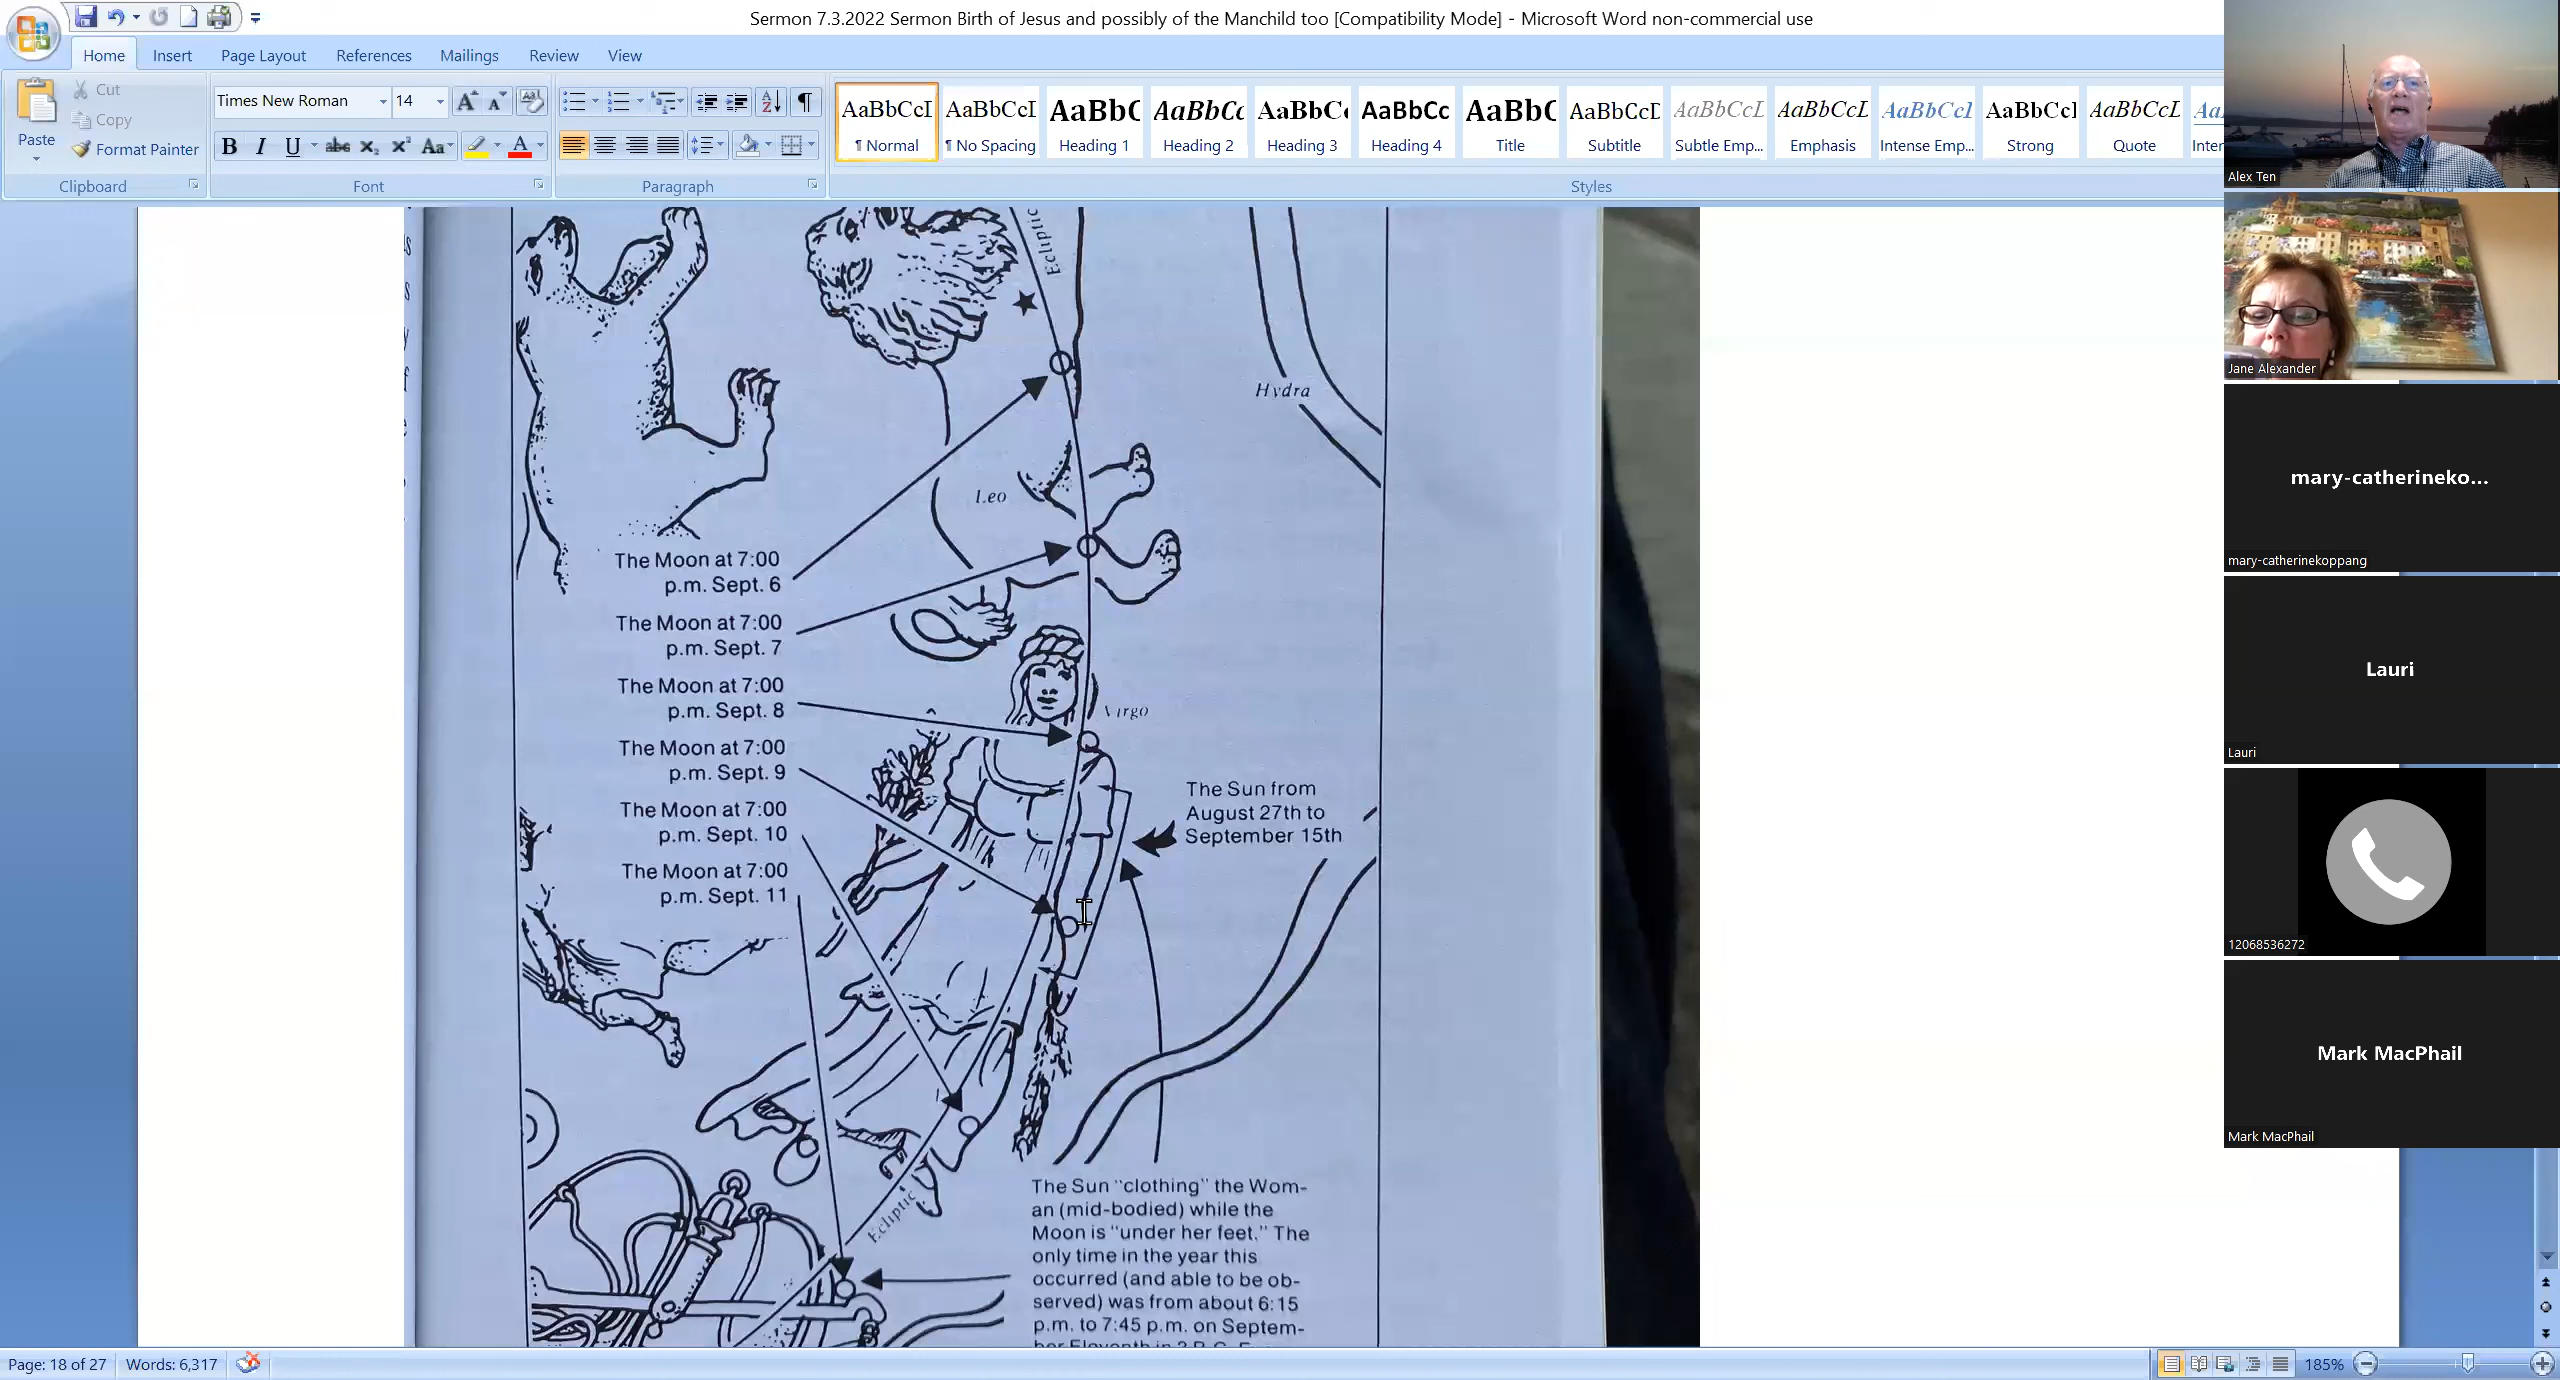 Sermon 7.3.2022 Sermon Birth of Jesus and possibly of the Manchild too [Compatibility Mode] - Microsoft Word non-commercial use
Home Insert Page Layout References Mailings Review View
Paste
Cut
Copy
Format Painter
Clipboard
Times New Roman 14
B I U abc X₂ X² Aa A
Font
Paragraph
AaBbCcI AaBbCcI AaBbC AaBbCc AaBbCc AaBbCc AaBbC AaBbCcD AaBbCcL AaBbCcL AaBbCcI AaBbCcI AaBbCcL
¶ Normal ¶ No Spacing Heading 1 Heading 2 Heading 3 Heading 4 Title Subtitle Subtle Emp... Emphasis Intense Emp... Strong Quote Inter
Styles
Ecliptic
Hydra
Leo
The Moon at 7:00
p.m. Sept. 6
The Moon at 7:00
p.m. Sept. 7
The Moon at 7:00
p.m. Sept. 8
Virgo
The Moon at 7:00
p.m. Sept. 9
The Moon at 7:00
p.m. Sept. 10
The Moon at 7:00
p.m. Sept. 11
The Sun from
August 27th to
September 15th
Ecliptic
The Sun "clothing" the Wom-
an (mid-bodied) while the
Moon is "under her feet." The
only time in the year this
occurred (and able to be ob-
served) was from about 6:15
p.m. to 7:45 p.m. on Septem-
Alex Ten
Jane Alexander
mary-catherineko...
mary-catherinekoppang
Lauri
Lauri
12068536272
Mark MacPhail
Mark MacPhail
Page: 18 of 27 Words: 6,317
185%